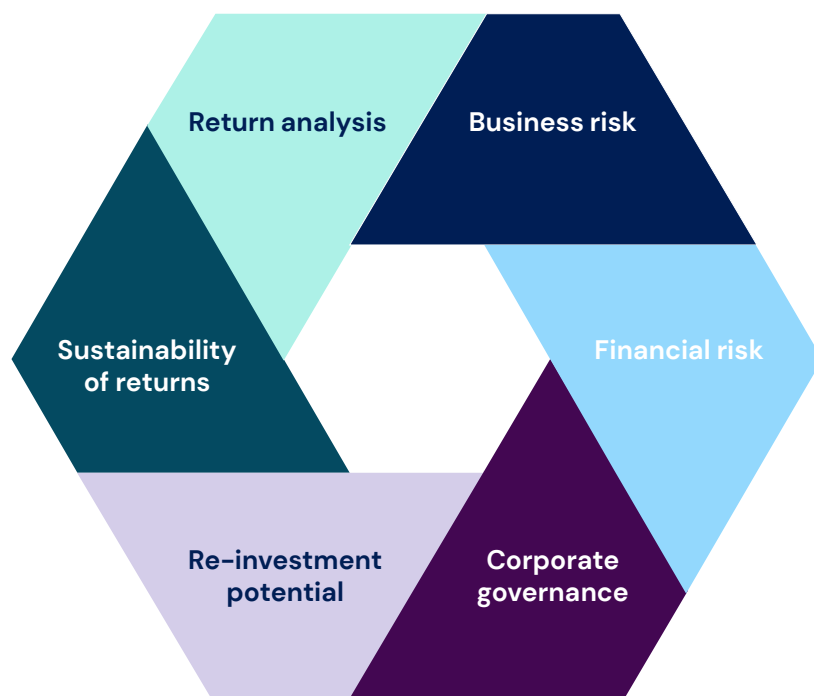 Return analysis
Business risk
Sustainability
of returns
Financial risk
Re-investment
potential
Corporate
governance